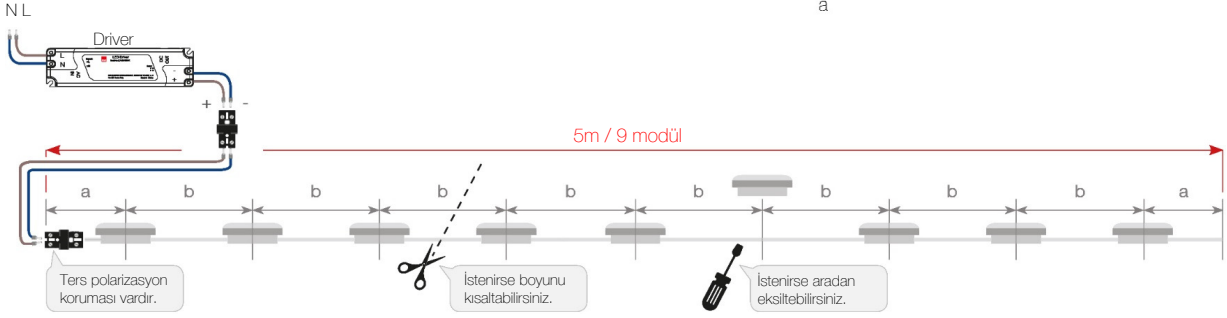 N L
a
Driver
L
N
-
+
+ -
5m / 9 modül
a b b b b b b b b a
Ters polarizasyon
koruması vardır.
İstenirse boyunu
kısaltabilirsiniz.
İstenirse aradan
eksiltebilirsiniz.